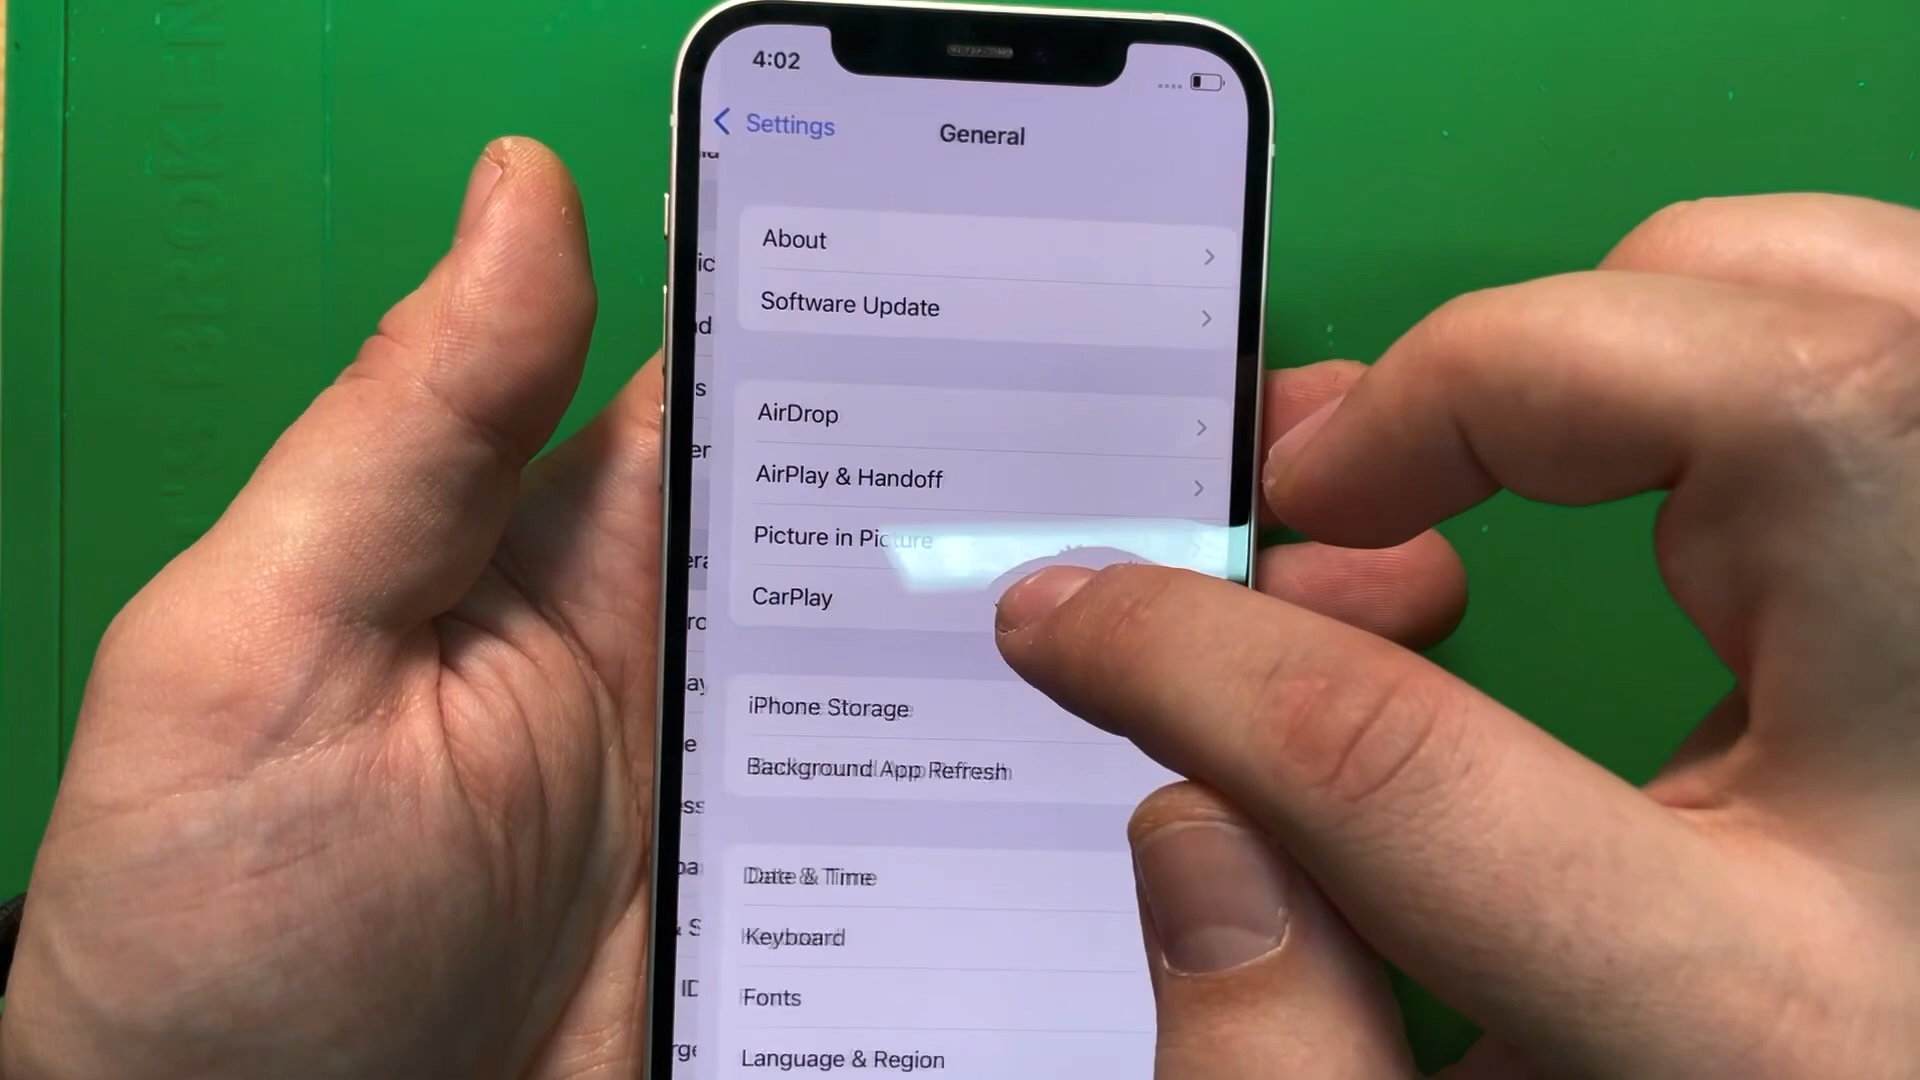 4:02
Settings
General
About
Software Update
AirDrop
AirPlay & Handoff
Picture in Picture
CarPlay
iPhone Storage
Background App Refresh
Date & Time
Keyboard
Fonts
Language & Region
BROKEN